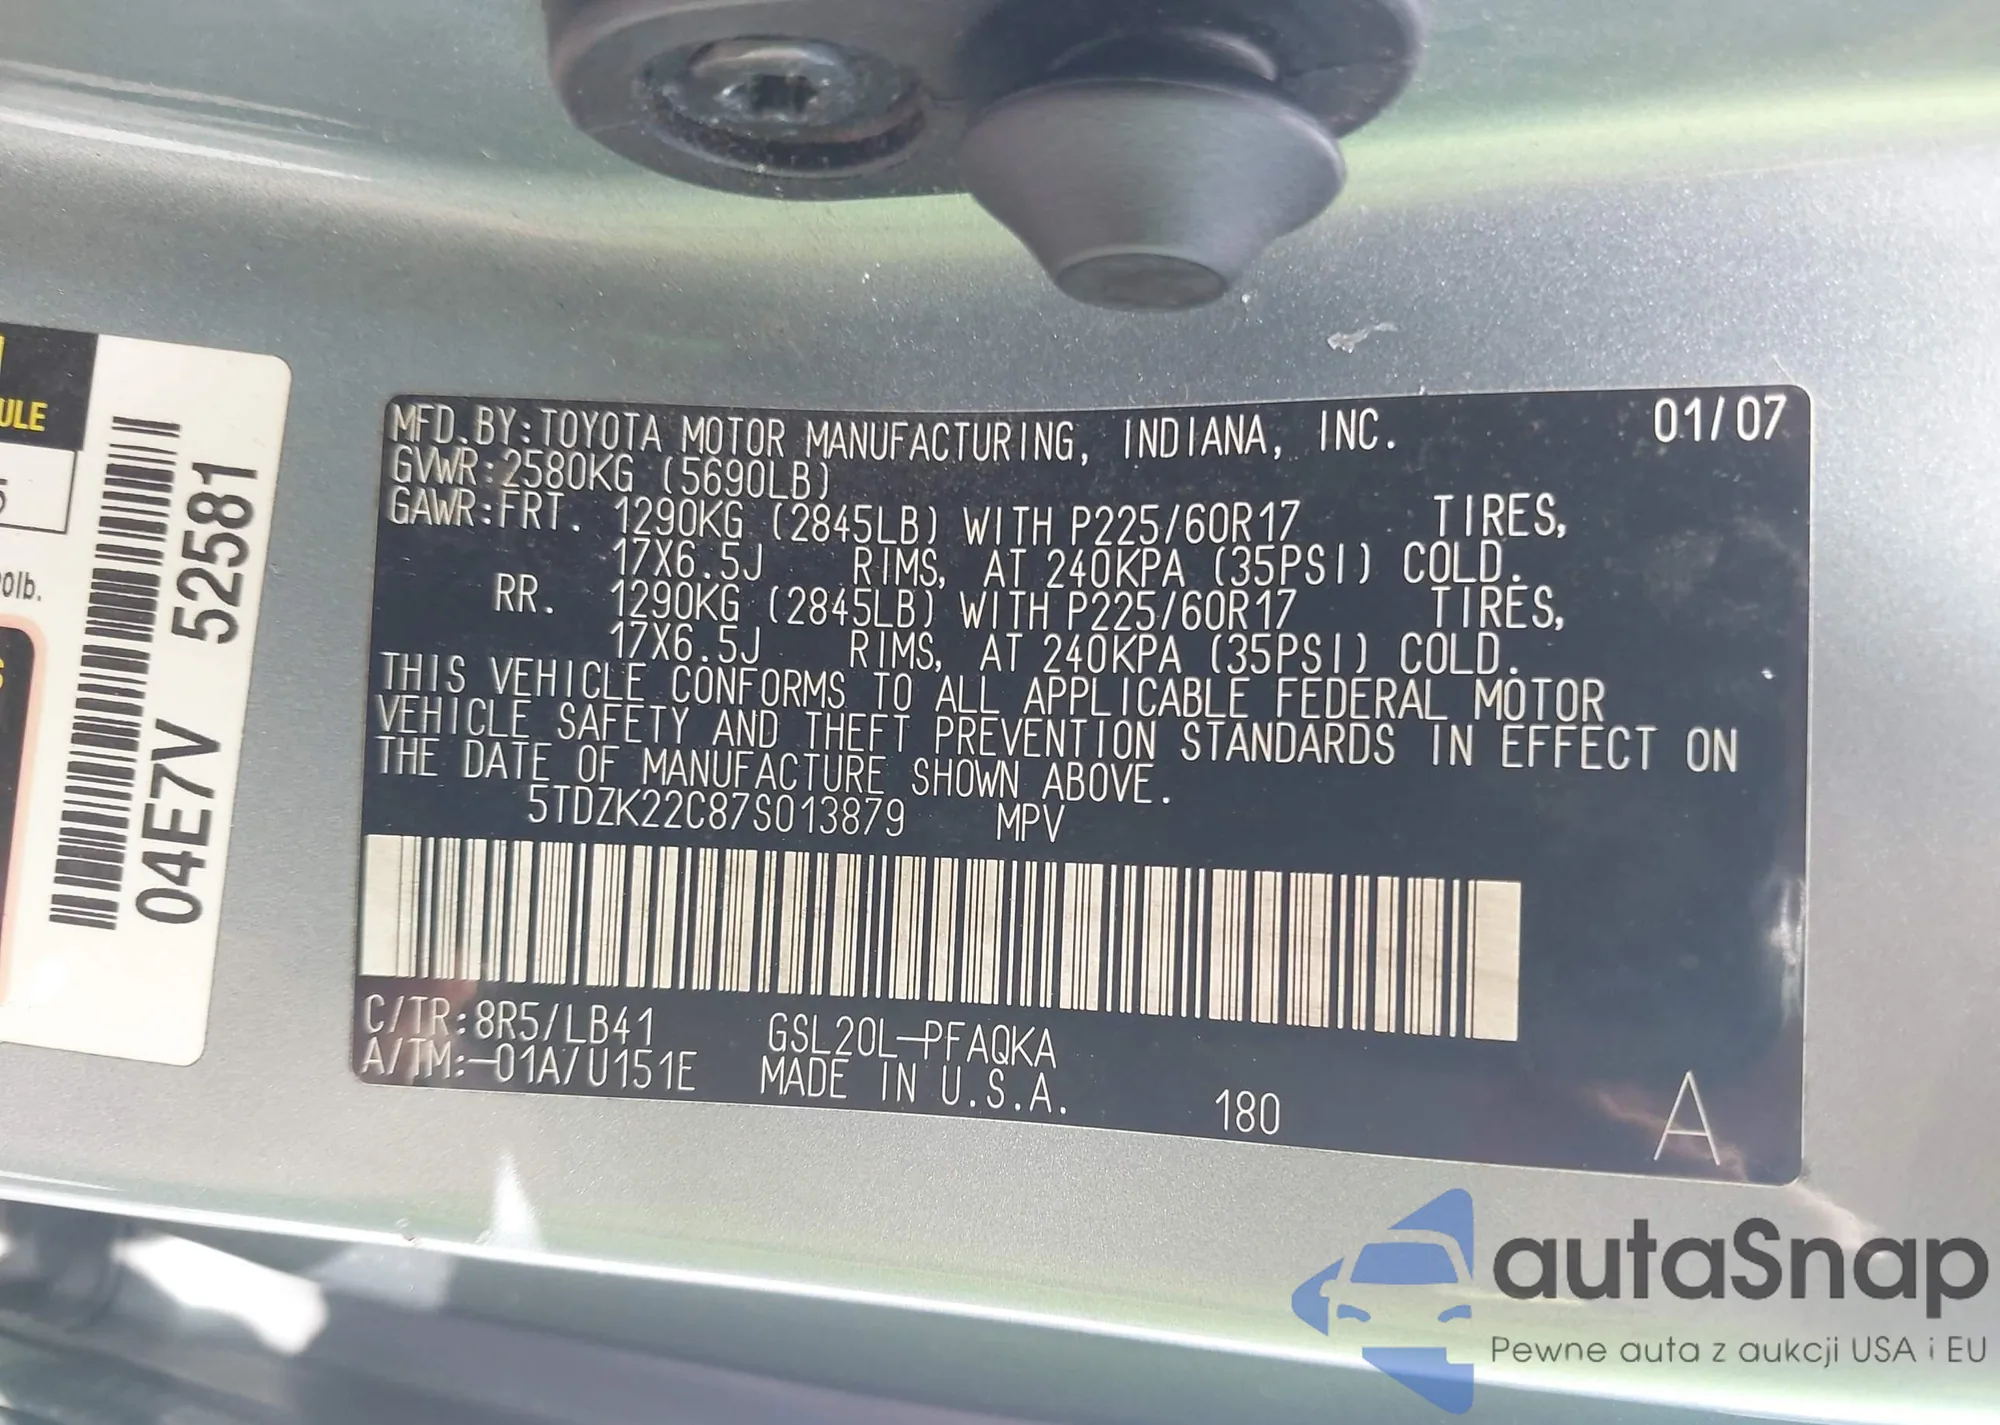 MFD.BY:TOYOTA MOTOR MANUFACTURING, INDIANA, INC. 01/07
GVWR:2580KG (5690LB)
GAWR:FRT. 1290KG (2845LB) WITH P225/60R17 TIRES,
17X6.5J RIMS, AT 240KPA (35PSI) COLD.
RR. 1290KG (2845LB) WITH P225/60R17 TIRES,
17X6.5J RIMS, AT 240KPA (35PSI) COLD.
THIS VEHICLE CONFORMS TO ALL APPLICABLE FEDERAL MOTOR
VEHICLE SAFETY AND THEFT PREVENTION STANDARDS IN EFFECT ON
THE DATE OF MANUFACTURE SHOWN ABOVE.
5TDZK22C87S013879 MPV
C/TR:8R5/LB41 GSL20L-PFAQKA
A/TM:-01A/U151E MADE IN U.S.A.
180
A
04E7V 52581
ULE
0lb.
autaSnap
Pewne auta z aukcji USA i EU